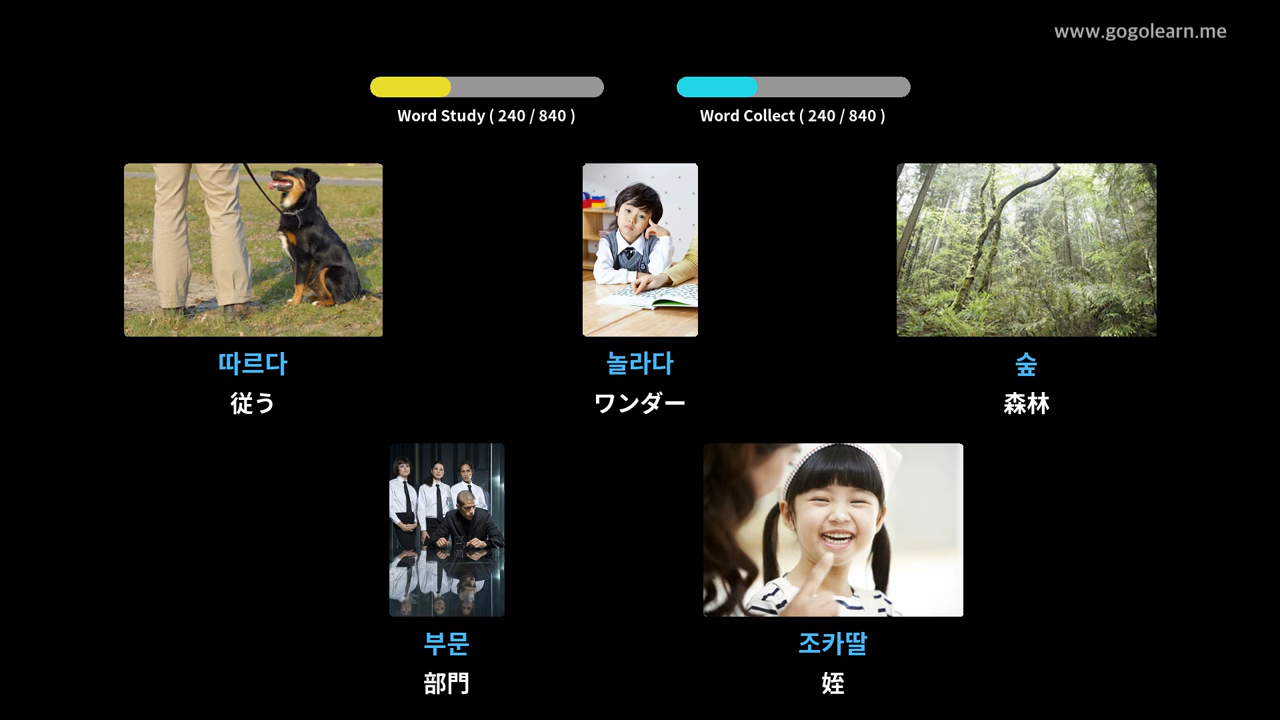 www.gogolearn.me
Word Study ( 240 / 840 )
Word Collect ( 240 / 840 )
따르다
従う
놀라다
ワンダー
숲
森林
부문
部門
조카딸
姪